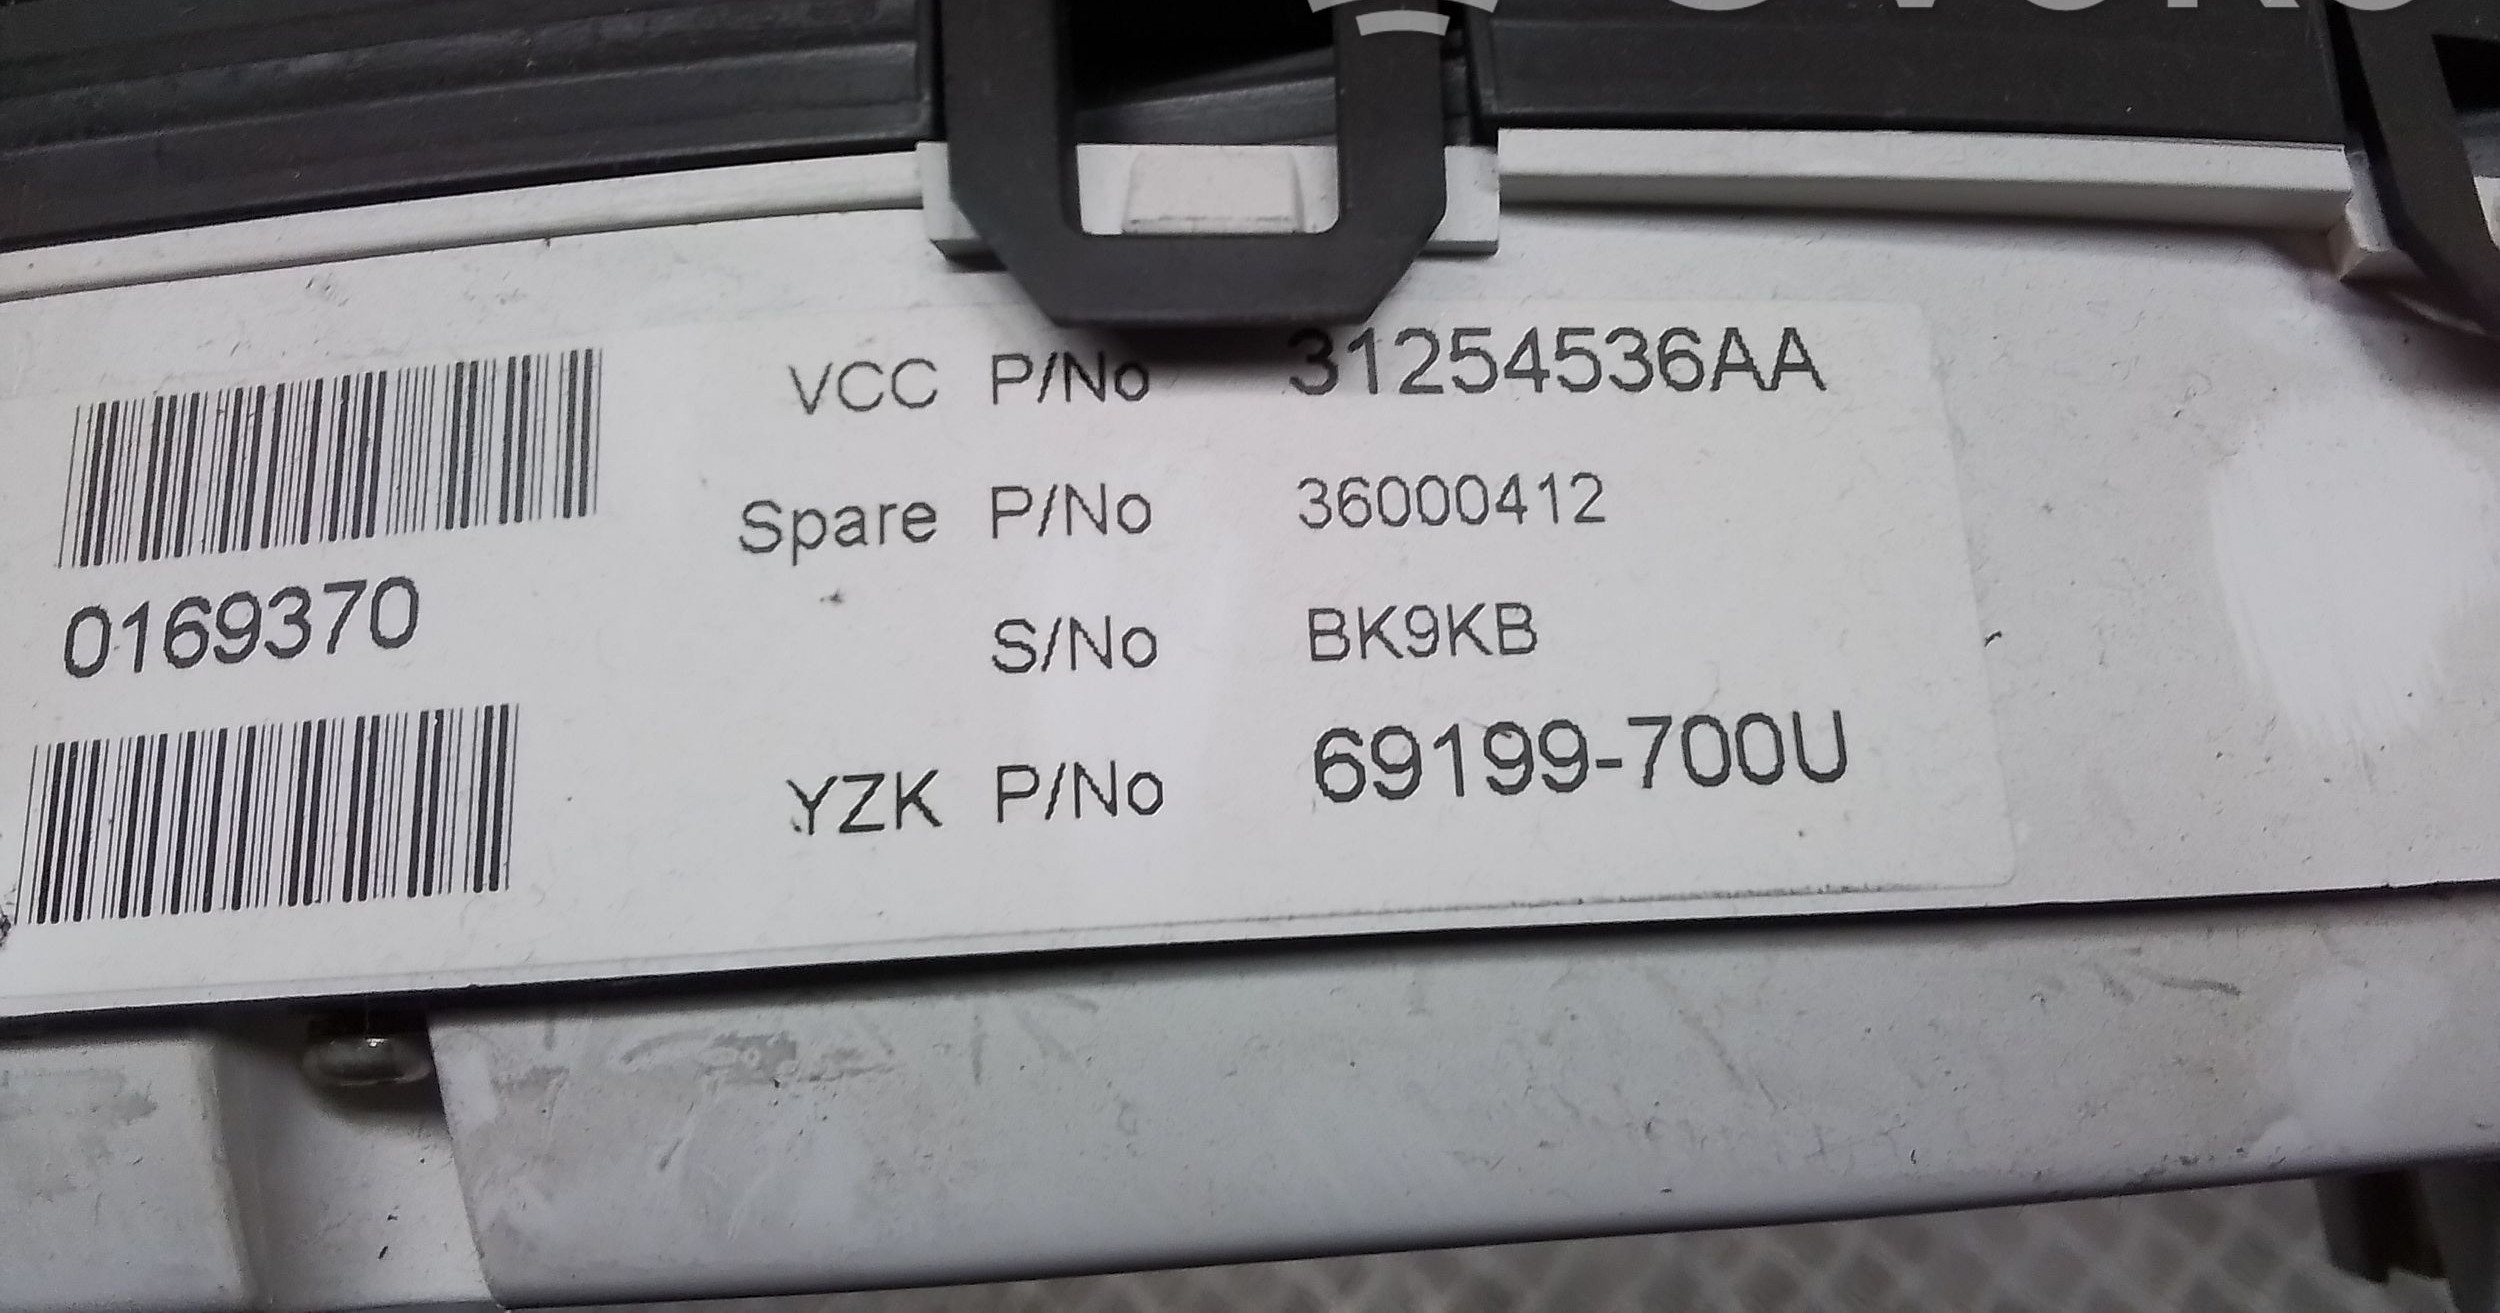 VCC P/No 31254536AA
Spare P/No 36000412
0169370
S/No BK9KB
YZK P/No 69199-700U